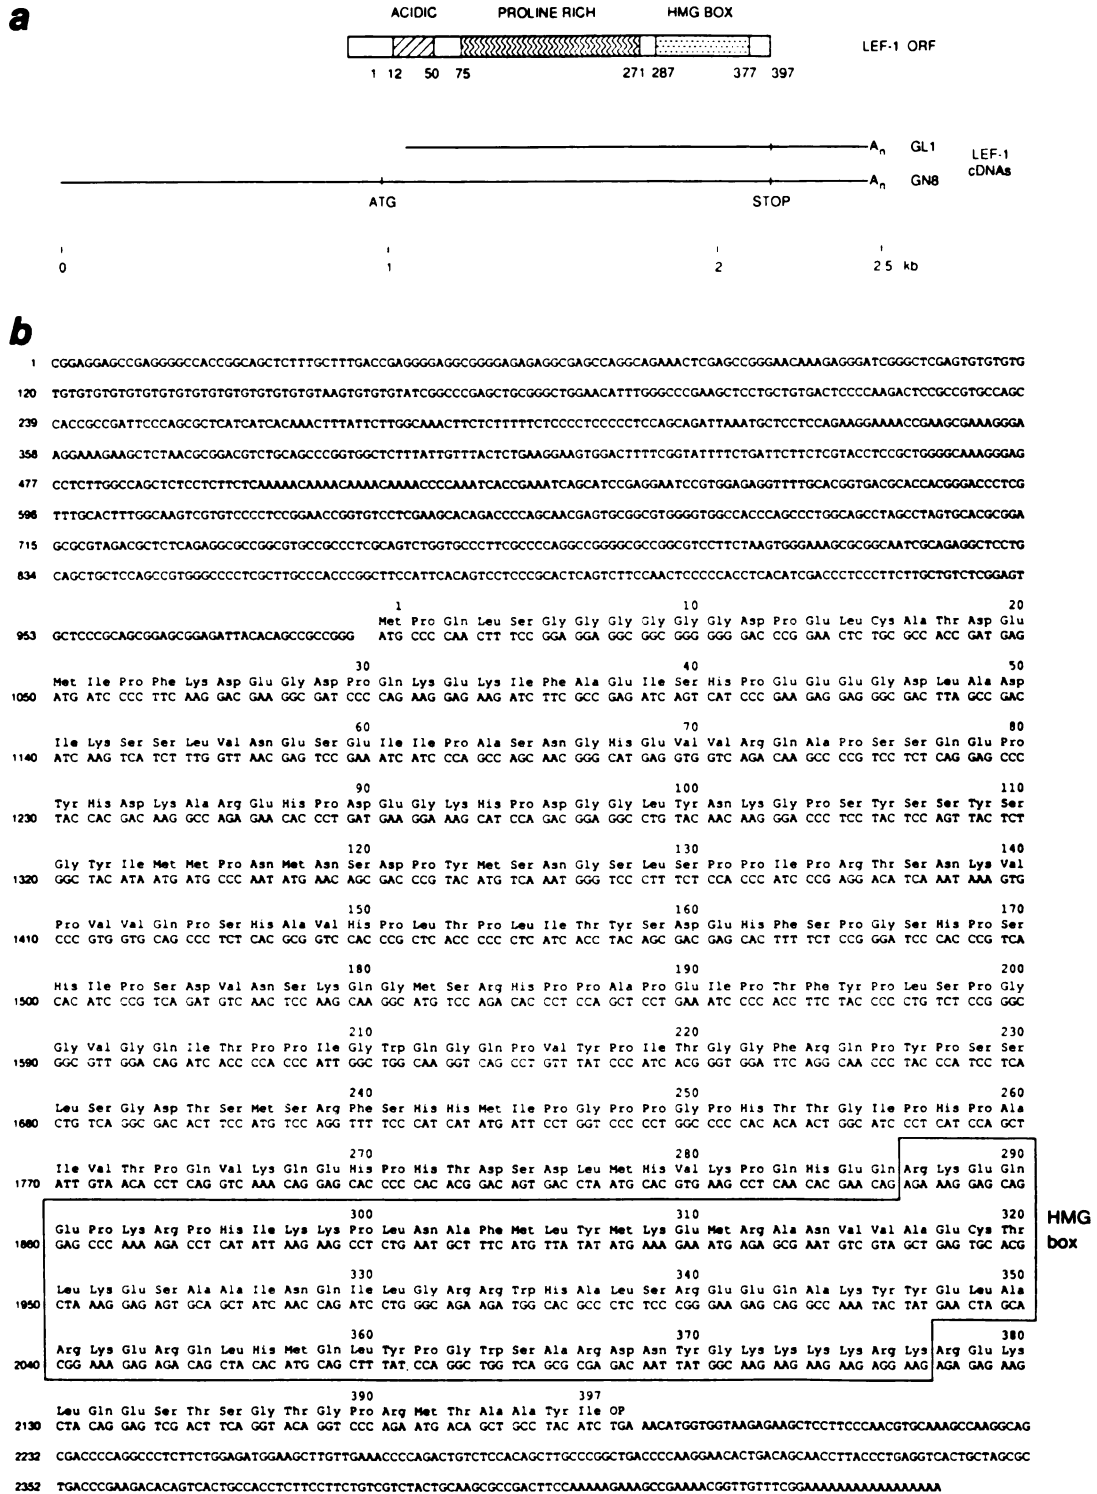 a
ACIDIC PROLINE RICH HMG BOX
LEF-1 ORF
1 12 50 75 271 287 377 397
An GL1
LEF-1 cDNAs
An GN8
ATG STOP
0 1 2 25 kb
b
1 CGGAGGAGCCGAGGGGCCACCGGCAGCTCTTTGCTTTGACCGAGGGGAGGCGGGGAGAGAGGCGAGCCAGGCAGAAACTCGAGCCGGGAACAAAGAGGGATCGGGCTCGAGTGTGTGTG
120 TGTGTGTGTGTGTGTGTGTGTGTGTGTGTGTGTAAGTGTGTGTATCGGCCCGAGCTGCGGGCTGGAACATTTGGGCCCGAAGCTCCTGCTGTGACTCCCCAAGACTCCGCCGTGCCAGC
239 CACCGCCGATTCCCAGCGCTCATCATCACAAACTTTATTCTTGGCAAACTTCTCTTTTTCTCCCCTCCCCCTCCAGCAGATTAAATGCTCCTCCAGAAGGAAAACCGAAGCGAAAGGGA
358 AGGAAAGAAGCTCTAACGCGGACGTCTGCAGCCCGGTGGCTCTTTATTGTTTACTCTGAAGGAAGTGGACTTTTCGGTATTTTCTGATTCTTCTCGTACCTCCGCTGGGGCAAAGGGAG
477 CCTCTTGGCCAGCTCTCCTCTTCTCAAAAACAAAACAAAACAAAACCCCAAATCACCGAAATCAGCATCCGAGGAATCCGTGGAGAGGTTTTGCACGGTGACGCACCACGGGACCCTCG
596 TTTGCACTTTGGCAAGTCGTGTCCCCTCCGGAACCGGTGTCCTCGAAGCACAGACCCCAGCAACGAGTGCGGCGTGGGGTGGCCACCCAGCCCTGGCAGCCTAGCCTAGTGCACGCGGA
715 GCGCGTAGACGCTCTCAGAGGCGCCGGCGTGCCGCCCTCGCAGTCTGGTGCCCTTCGCCCCAGGCCGGGGCGCCGGCGTCCTTCTAAGTGGGAAAGCGCGGCAATCGCAGAGGCTCCTG
834 CAGCTGCTCCAGCCGTGGGCCCCTCGCTTGCCCACCCGGCTTCCATTCACAGTCCTCCCGCACTCAGTCTTCCAACTCCCCCACCTCACATCGACCCTCCCTTCTTGCTGTCTCGGAGT
1 10 20
Met Pro Gln Leu Ser Gly Gly Gly Gly Gly Gly Asp Pro Glu Leu Cys Ala Thr Asp Glu
953 GCTCCCGCAGCGGAGCGGAGATTACACAGCCGCCGGG ATG CCC CAA CTT TCC GGA GGA GGC GGC GGG GGG GAC CCG GAA CTC TGC GCC ACC GAT GAG
30 40 50
Met Ile Pro Phe Lys Asp Glu Gly Asp Pro Gln Lys Glu Lys Ile Phe Ala Glu Ile Ser His Pro Glu Glu Glu Gly Asp Leu Ala Asp
1050 ATG ATC CCC TTC AAG GAC GAA GGC GAT CCC CAG AAG GAG AAG ATC TTC GCC GAG ATC AGT CAT CCC GAA GAG GAG GGC GAC TTA GCC GAC
60 70 80
Ile Lys Ser Ser Leu Val Asn Glu Ser Glu Ile Ile Pro Ala Ser Asn Gly His Glu Val Val Arg Gln Ala Pro Ser Ser Gln Glu Pro
1140 ATC AAG TCA TCT TTG GTT AAC GAG TCC GAA ATC ATC CCA GCC AGC AAC GGG CAT GAG GTG GTC AGA CAA GCC CCG TCC TCT CAG GAG CCC
90 100 110
Tyr His Asp Lys Ala Arg Glu His Pro Asp Glu Gly Lys His Pro Asp Gly Gly Leu Tyr Asn Lys Gly Pro Ser Tyr Ser Ser Tyr Ser
1230 TAC CAC GAC AAG GCC AGA GAA CAC CCT GAT GAA GGA AAG CAT CCA GAC GGA GGC CTG TAC AAC AAG GGA CCC TCC TAC TCC AGT TAC TCT
120 130 140
Gly Tyr Ile Met Met Pro Asn Met Asn Ser Asp Pro Tyr Met Ser Asn Gly Ser Leu Ser Pro Pro Ile Pro Arg Thr Ser Asn Lys Val
1320 GGC TAC ATA ATG ATG CCC AAT ATG AAC AGC GAC CCG TAC ATG TCA AAT GGG TCC CTT TCT CCA CCC ATC CCG AGG ACA TCA AAT AAA GTG
150 160 170
Pro Val Val Gln Pro Ser His Ala Val His Pro Leu Thr Pro Leu Ile Thr Tyr Ser Asp Glu His Phe Ser Pro Gly Ser His Pro Ser
1410 CCC GTG GTG CAG CCC TCT CAC GCG GTC CAC CCG CTC ACC CCC CTC ATC ACC TAC AGC GAC GAG CAC TTT TCT CCG GGA TCC CAC CCG TCA
180 190 200
His Ile Pro Ser Asp Val Asn Ser Lys Gln Gly Met Ser Arg His Pro Pro Ala Pro Glu Ile Pro Thr Phe Tyr Pro Leu Ser Pro Gly
1500 CAC ATC CCG TCA GAT GTC AAC TCC AAG CAA GGC ATG TCC AGA CAC CCT CCA GCT CCT GAA ATC CCC ACC TTC TAC CCC CTG TCT CCG GGC
210 220 230
Gly Val Gly Gln Ile Thr Pro Pro Ile Gly Trp Gln Gly Gln Pro Val Tyr Pro Ile Thr Gly Gly Phe Arg Gln Pro Tyr Pro Ser Ser
1590 GGC GTT GGA CAG ATC ACC CCA CCC ATT GGC TGG CAA GGT CAG CCT GTT TAT CCC ATC ACG GGT GGA TTC AGG CAA CCC TAC CCA TCC TCA
240 250 260
Leu Ser Gly Asp Thr Ser Met Ser Arg Phe Ser His His Met Ile Pro Gly Pro Pro Gly Pro His Thr Thr Gly Ile Pro His Pro Ala
1680 CTG TCA GGC GAC ACT TCC ATG TCC AGG TTT TCC CAT CAT ATG ATT CCT GGT CCC CCT GGC CCC CAC ACA ACT GGC ATC CCT CAT CCA GCT
270 280 290
Ile Val Thr Pro Gln Val Lys Gln Glu His Pro His Thr Asp Ser Asp Leu Met His Val Lys Pro Gln His Glu Gln Arg Lys Glu Gln
1770 ATT GTA ACA CCT CAG GTC AAA CAG GAG CAC CCC CAC ACG GAC AGT GAC CTA ATG CAC GTG AAG CCT CAA CAC GAA CAG AGA AAG GAG CAG
300 310 320
Glu Pro Lys Arg Pro His Ile Lys Lys Pro Leu Asn Ala Phe Met Leu Tyr Met Lys Glu Met Arg Ala Asn Val Val Ala Glu Cys Thr
1860 GAG CCC AAA AGA CCT CAT ATT AAG AAG CCT CTG AAT GCT TTC ATG TTA TAT ATG AAA GAA ATG AGA GCG AAT GTC GTA GCT GAG TGC ACG
HMG box
330 340 350
Leu Lys Glu Ser Ala Ala Ile Asn Gln Ile Leu Gly Arg Arg Trp His Ala Leu Ser Arg Glu Glu Gln Ala Lys Tyr Tyr Glu Leu Ala
1950 CTA AAG GAG AGT GCA GCT ATC AAC CAG ATC CTG GGC AGA AGA TGG CAC GCC CTC TCC CGG GAA GAG CAG GCC AAA TAC TAT GAA CTA GCA
360 370 380
Arg Lys Glu Arg Gln Leu His Met Gln Leu Tyr Pro Gly Trp Ser Ala Arg Asp Asn Tyr Gly Lys Lys Lys Lys Arg Lys Arg Glu Lys
2040 CGG AAA GAG AGA CAG CTA CAC ATG CAG CTT TAT CCA GGC TGG TCA GCG CGA GAC AAT TAT GGC AAG AAG AAG AAG AGG AAG AGA GAG AAG
390 397
Leu Gln Glu Ser Thr Ser Gly Thr Gly Pro Arg Met Thr Ala Ala Tyr Ile OP
2130 CTA CAG GAG TCG ACT TCA GGT ACA GGT CCC AGA ATG ACA GCT GCC TAC ATC TGA AACATGGTGGTAAGAGAAGCTCCTTCCCAACGTGCAAAGCCAAGGCAG
2232 CGACCCCAGGCCCTCTTCTGGAGATGGAAGCTTGTTGAAACCCCAGACTGTCTCCACAGCTTGCCCGGCTGACCCCAAGGAACACTGACAGCAACCTTACCCTGAGGTCACTGCTAGCGC
2352 TGACCCGAAGACACAGTCACTGCCACCTCTTCCTTCTGTCGTCTACTGCAAGCGCCGACTTCCAAAAAGAAAGCCGAAAACGGTTGTTTCGGAAAAAAAAAAAAAAAAAA